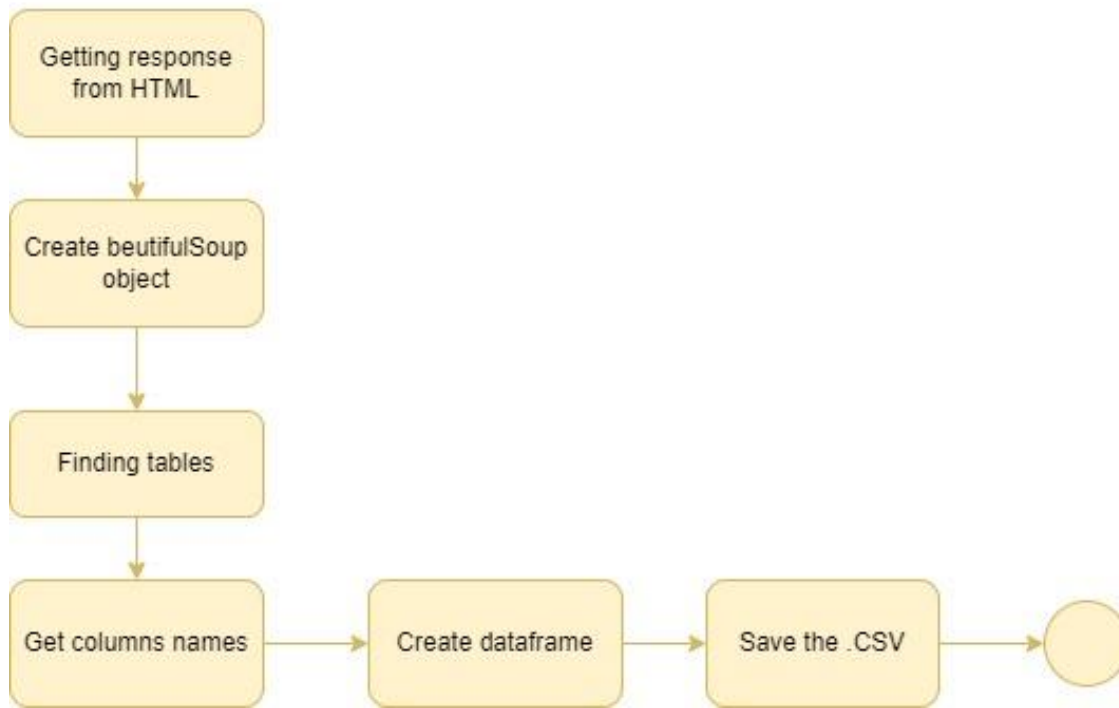 Getting response
from HTML
Create beutifulSoup
object
Finding tables
Get columns names
Create dataframe
Save the .CSV